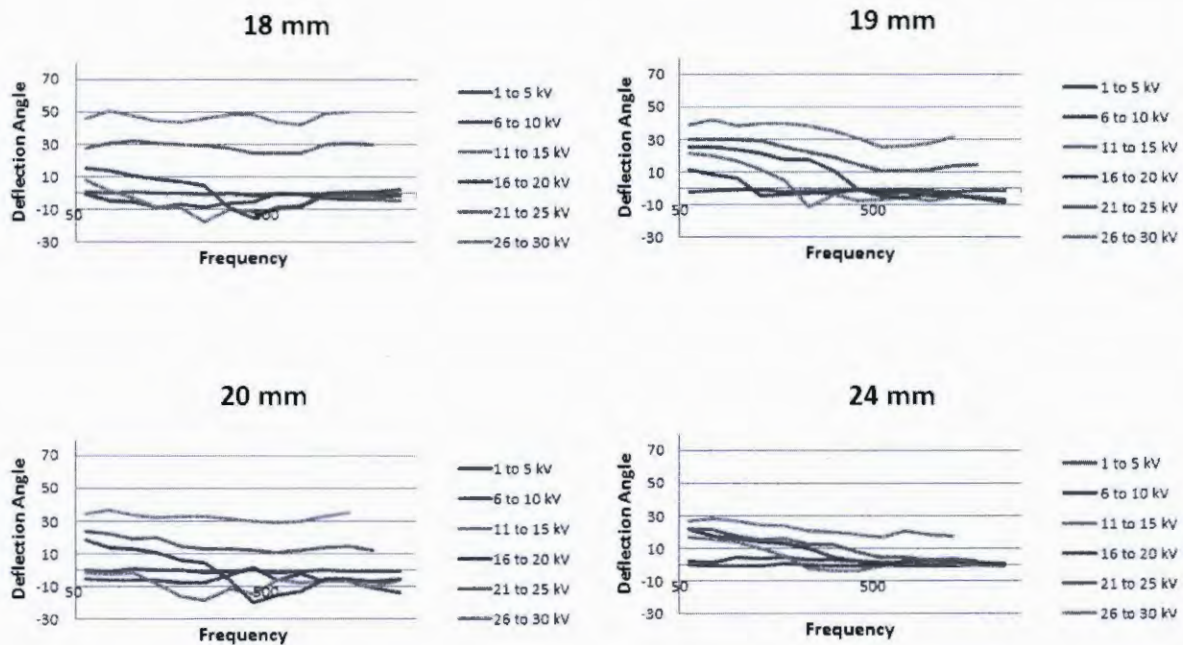 18 mm
Deflection Angle
70
50
30
10
-10
-30
50
500
Frequency
1 to 5 kV
6 to 10 kV
11 to 15 kV
16 to 20 kV
21 to 25 kV
26 to 30 kV
19 mm
Deflection Angle
70
50
30
10
-10
-30
50
500
Frequency
1 to 5 kV
6 to 10 kV
11 to 15 kV
16 to 20 kV
21 to 25 kV
26 to 30 kV
20 mm
Deflection Angle
70
50
30
10
-10
-30
50
500
Frequency
1 to 5 kV
6 to 10 kV
11 to 15 kV
16 to 20 kV
21 to 25 kV
26 to 30 kV
24 mm
Deflection Angle
70
50
30
10
-10
-30
50
500
Frequency
1 to 5 kV
6 to 10 kV
11 to 15 kV
16 to 20 kV
21 to 25 kV
26 to 30 kV